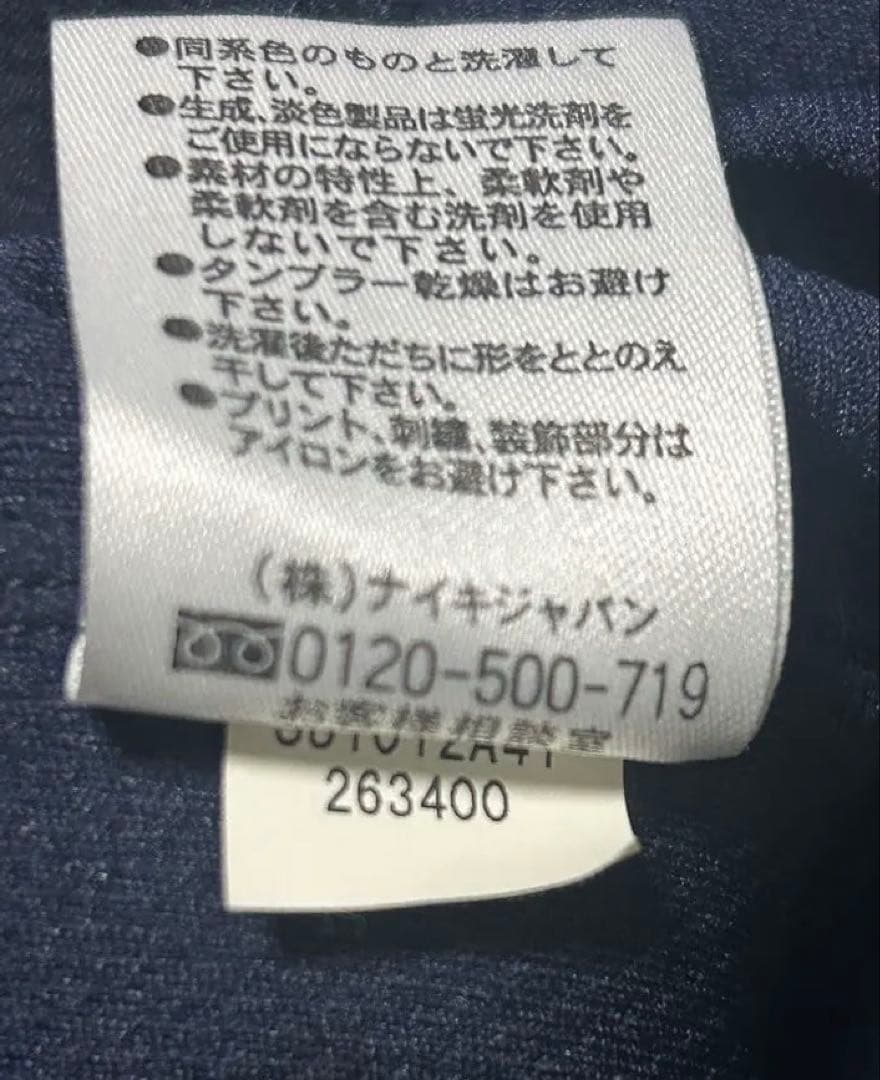 ●同系色のものと洗濯して
下さい。
●生成、淡色製品は蛍光洗剤を
ご使用にならないで下さい。
●素材の特性上、柔軟剤や
柔軟剤を含む洗剤を使用
しないで下さい。
●タンブラー乾燥はお避け
下さい。
●洗濯後ただちに形をととのえ
干して下さい。
●プリント、刺繍、装飾部分は
アイロンをお避け下さい。
(株)ナイキジャパン
0120-500-719
お客様相談室
263400